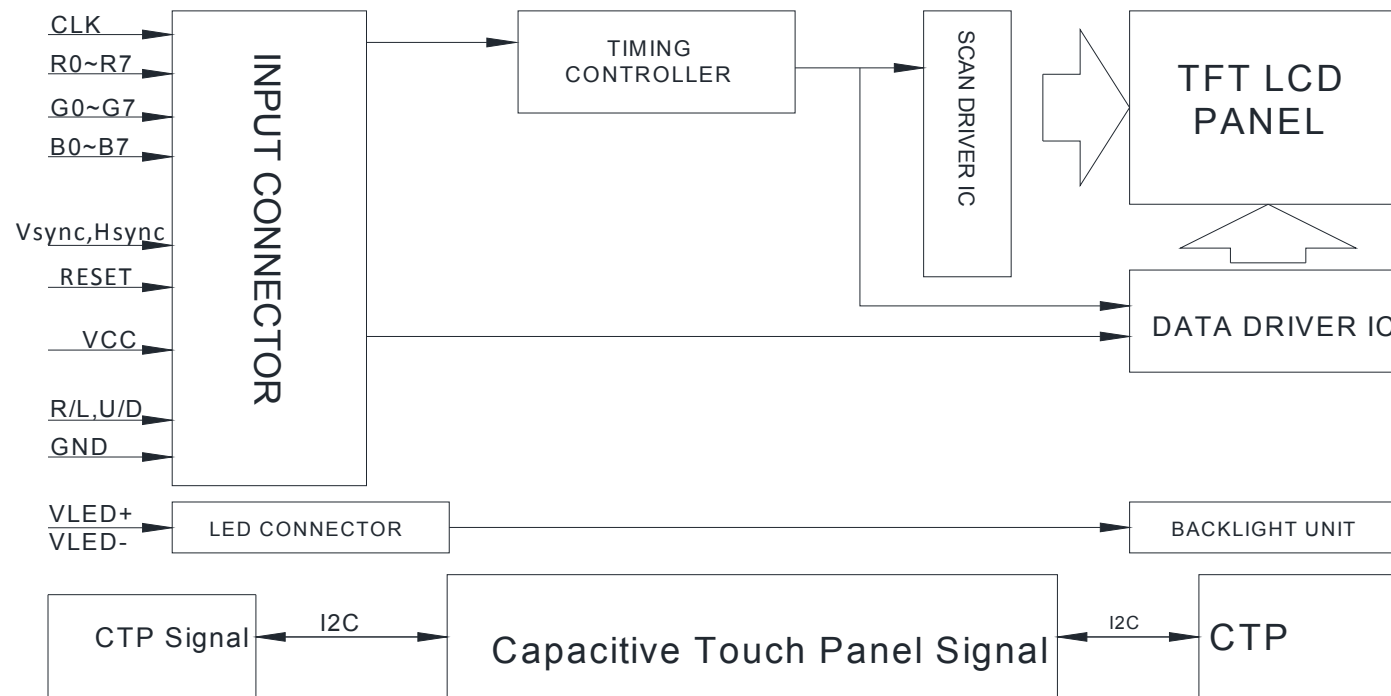 CLK
R0~R7
G0~G7
B0~B7
Vsync,Hsync
RESET
VCC
R/L,U/D
GND
INPUT CONNECTOR
TIMING
CONTROLLER
SCAN DRIVER IC
TFT LCD
PANEL
DATA DRIVER IC
VLED+
VLED-
LED CONNECTOR
BACKLIGHT UNIT
CTP Signal
I2C
Capacitive Touch Panel Signal
I2C
CTP